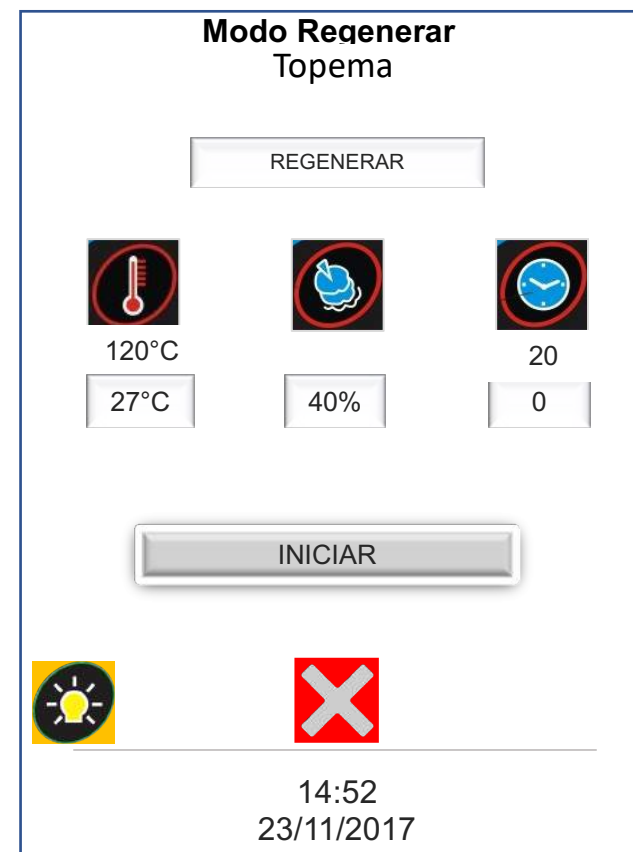 Modo Regenerar
Topema
REGENERAR
120°C
20
27°C
40%
0
INICIAR
14:52
23/11/2017